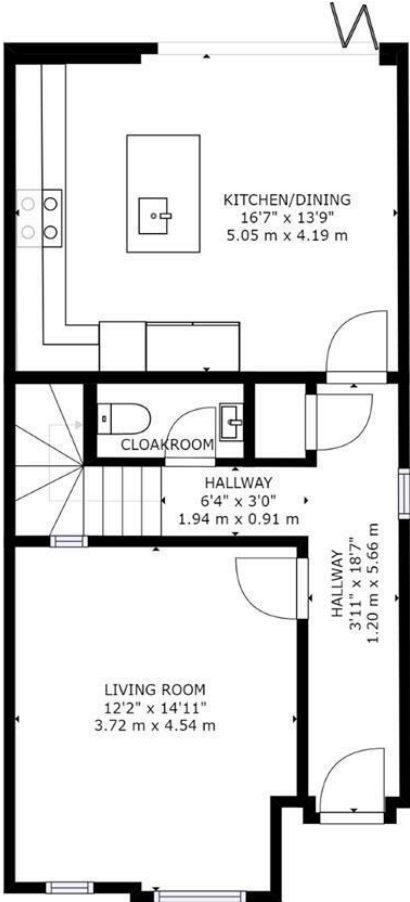 KITCHEN/DINING
16'7" x 13'9"
5.05 m x 4.19 m
CLOAKROOM
HALLWAY
6'4" x 3'0"
1.94 m x 0.91 m
HALLWAY
3'11" x 18'7"
1.20 m x 5.66 m
LIVING ROOM
12'2" x 14'11"
3.72 m x 4.54 m